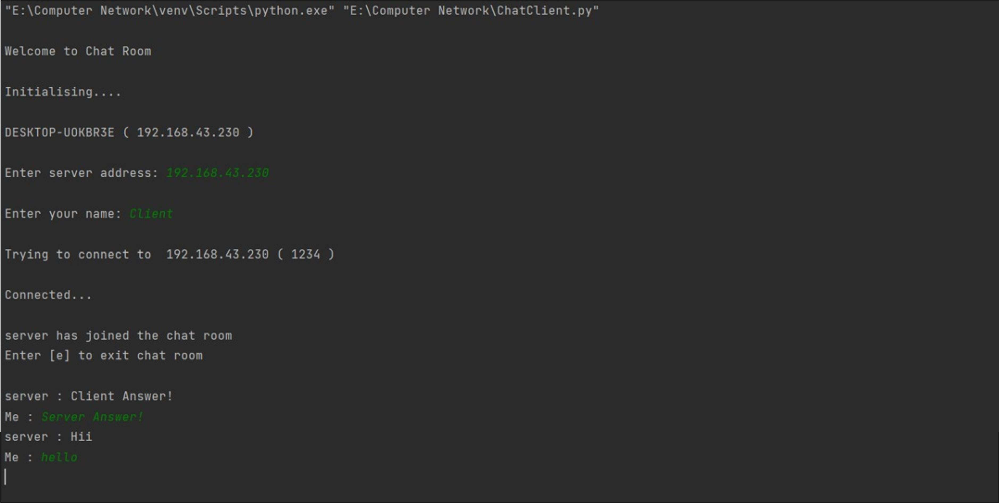 "E:\Computer Network\venv\Scripts\python.exe" "E:\Computer Network\ChatClient.py"
Welcome to Chat Room
Initialising....
DESKTOP-UOKBR3E ( 192.168.43.230 )
Enter server address: 192.168.43.230
Enter your name: Client
Trying to connect to  192.168.43.230 ( 1234 )
Connected...
server has joined the chat room
Enter [e] to exit chat room
server : Client Answer!
Me : Server Answer!
server : Hii
Me : hello